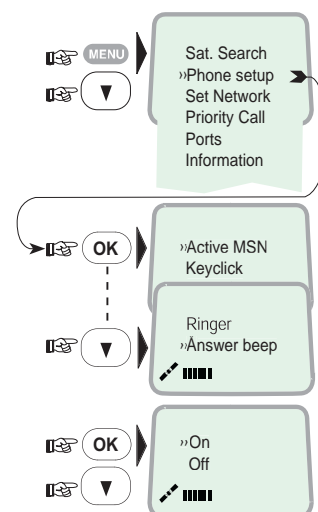 MENU
Sat. Search
»Phone setup
Set Network
Priority Call
Ports
Information
OK
»Active MSN
Keyclick
Ringer
»Änswer beep
OK
»On
Off